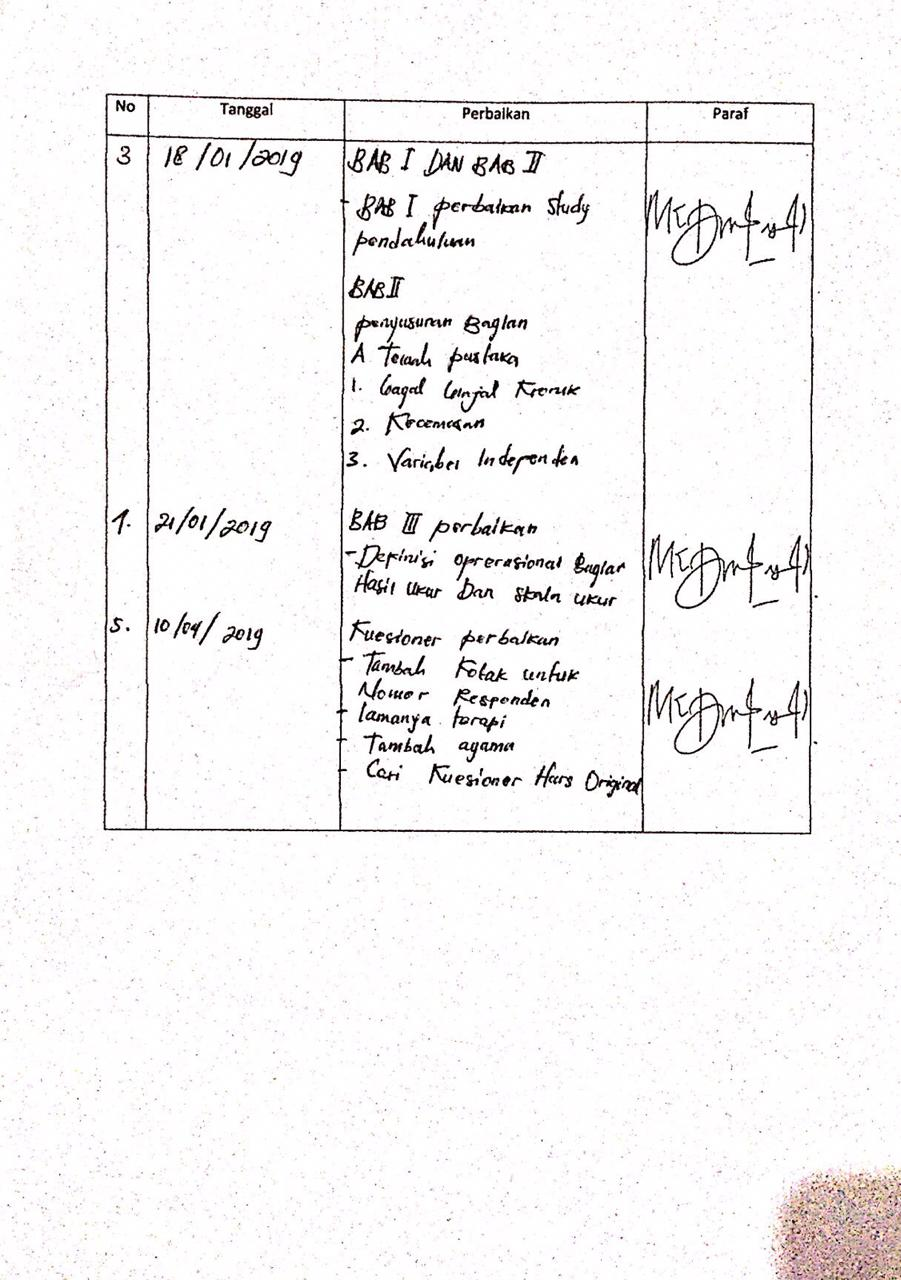 No Tanggal Perbaikan Paraf
3 18/01/2019 BAB I DAN BAB II
- BAB I perbaikan study
pendahuluan
BAB II
penyusunan Bagian
A Telaah pustaka
1. Gagal Ginjal Kronik
2. Kecemasan
3. Variabel Independen
4. 21/01/2019 BAB III perbaikan
- Definisi oprerasional Bagian
Hasil ukur Dan skala ukur
5. 10/04/2019 Kuesioner perbaikan
- Tambah Kotak untuk
Nomor Responden
- lamanya terapi
- Tambah agama
- Cari Kuesioner Hars Original